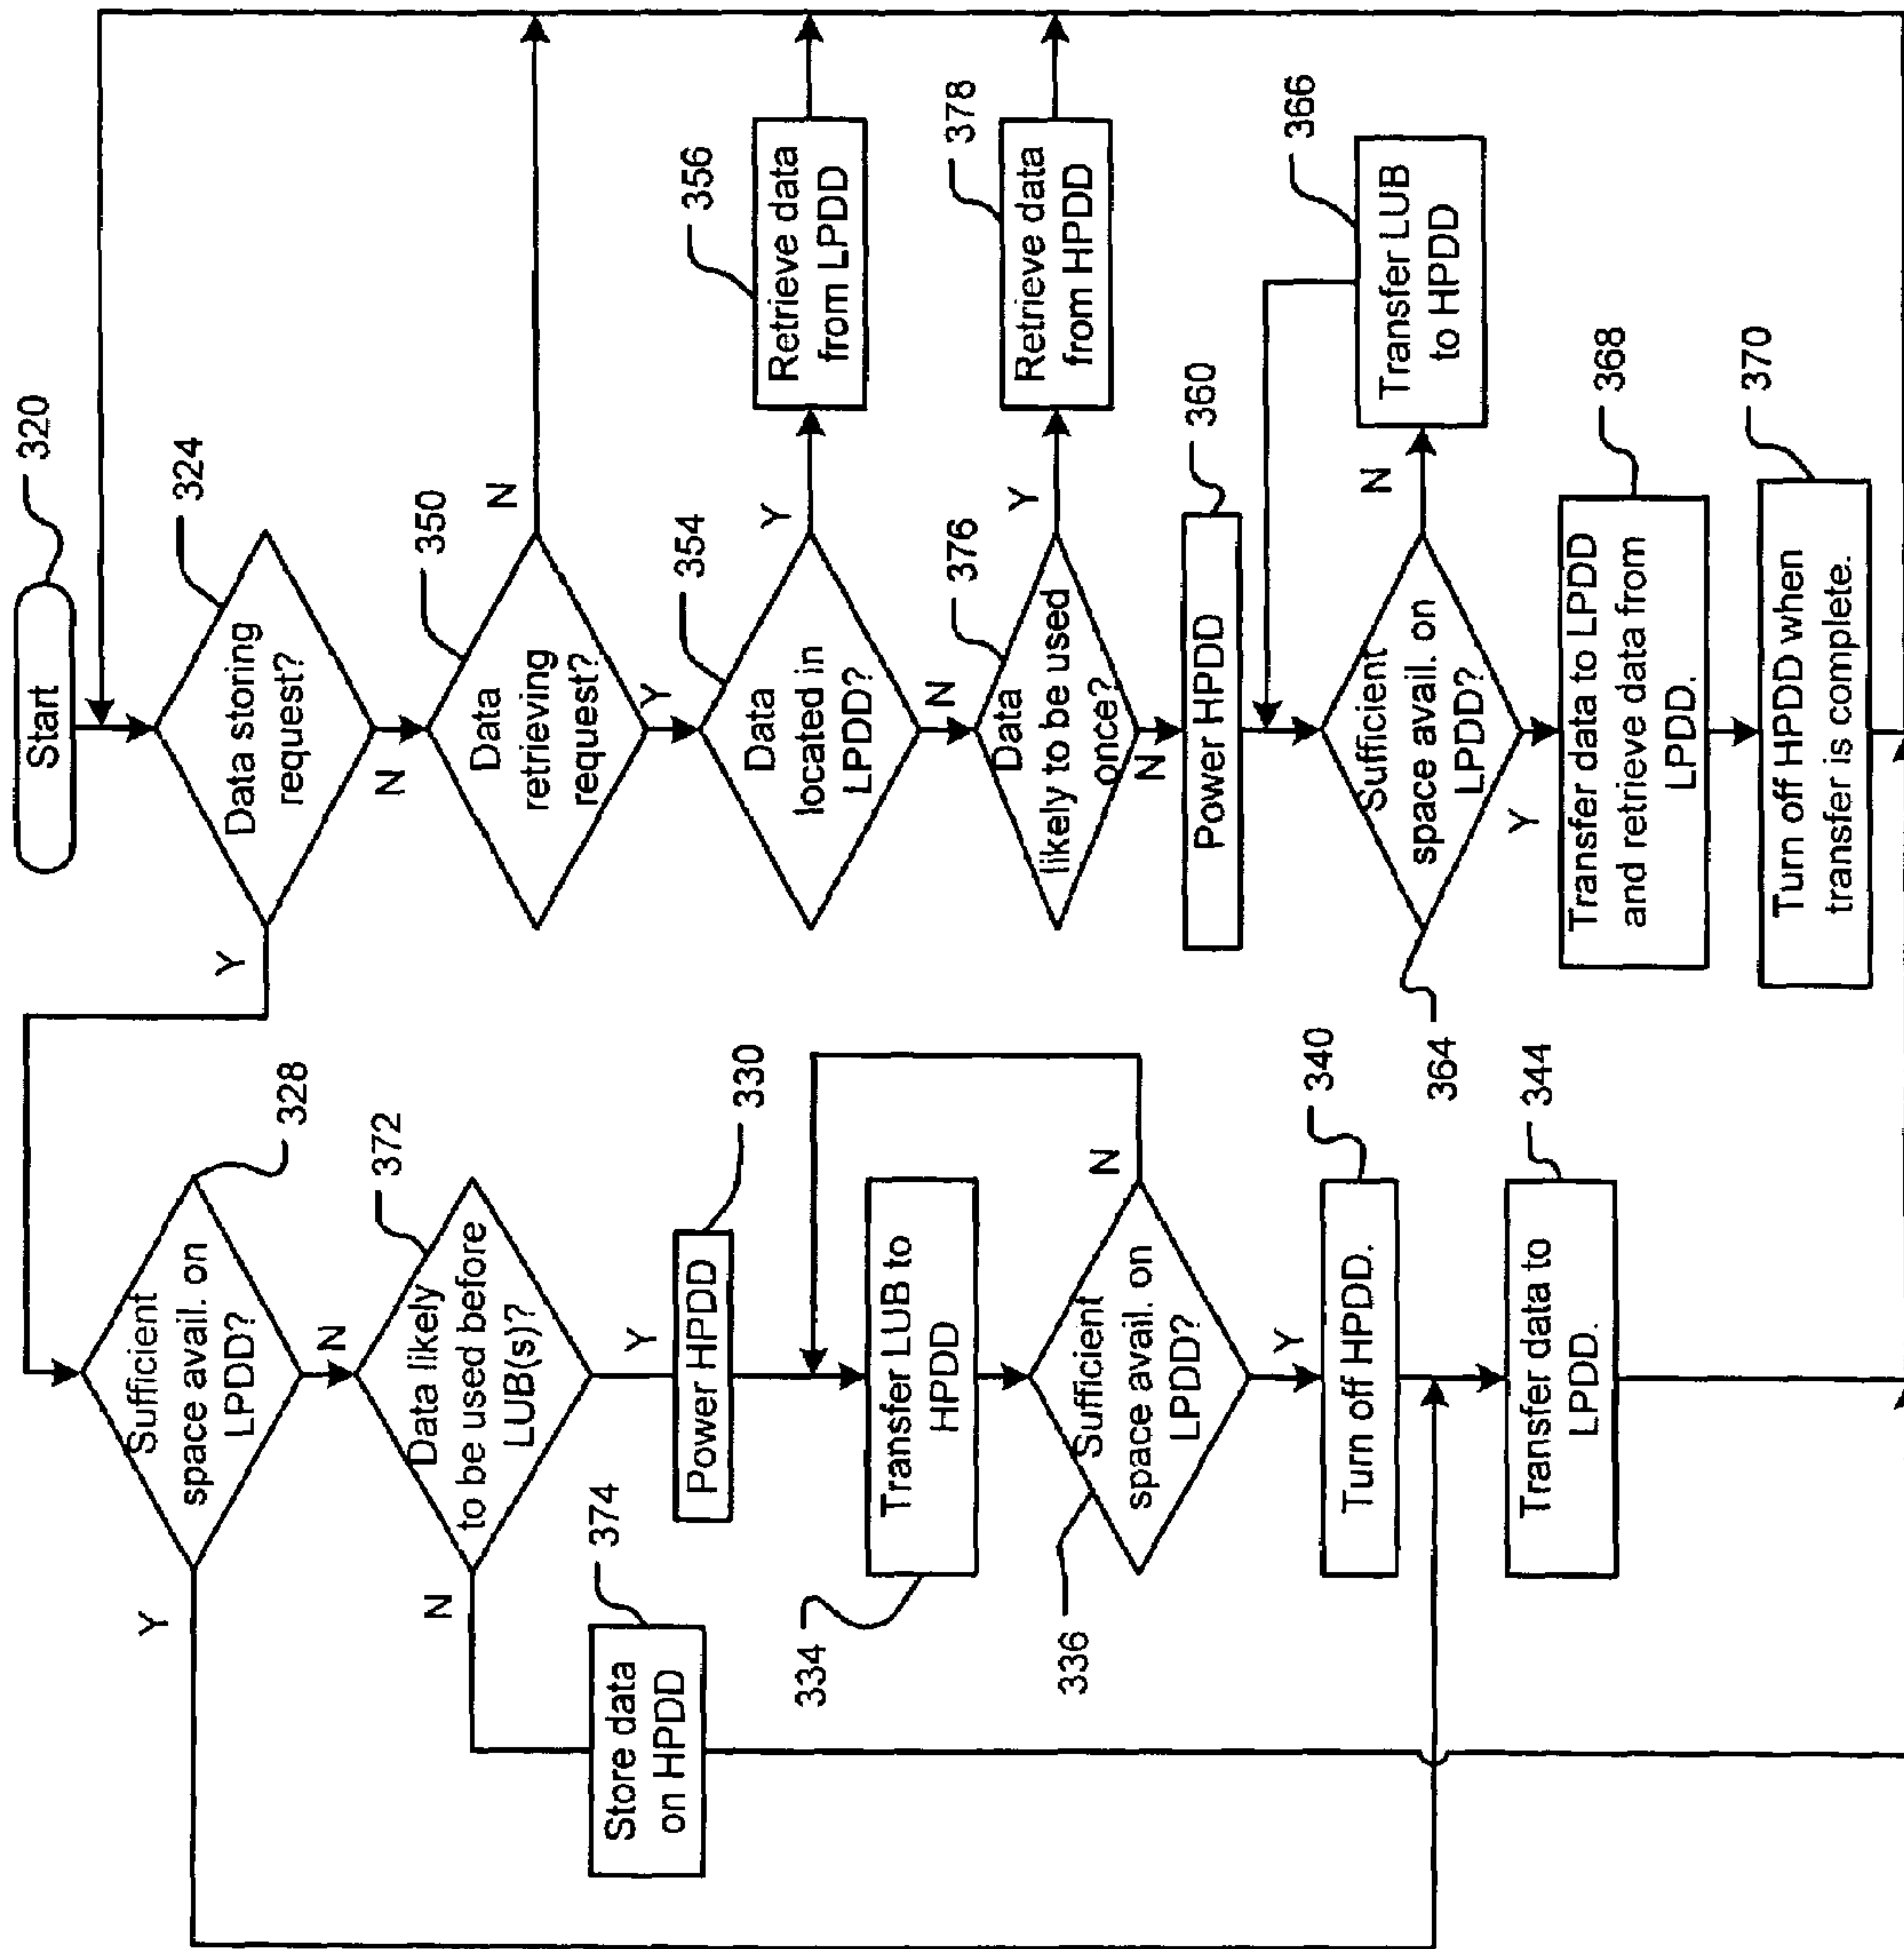 Start
320
Data storing
request?
324
Y
N
Data
retrieving
request?
350
N
Y
Data
located in
LPDD?
354
Y
Retrieve data
from LPDD
356
N
Data
likely to be used
once?
376
Y
Retrieve data
from HPDD
378
N
Power HPDD
360
Sufficient
space avail. on
LPDD?
364
N
Transfer LUB
to HPDD
366
Y
Transfer data to LPDD
and retrieve data from
LPDD.
368
Turn off HPDD when
transfer is complete.
370
Sufficient
space avail. on
LPDD?
328
Y
N
Data likely
to be used before
LUB(s)?
372
N
Store data
on HPDD
374
Y
Power HPDD
330
Transfer LUB to
HPDD
334
Sufficient
space avail. on
LPDD?
336
N
Y
Turn off HPDD.
340
Transfer data to
LPDD.
344